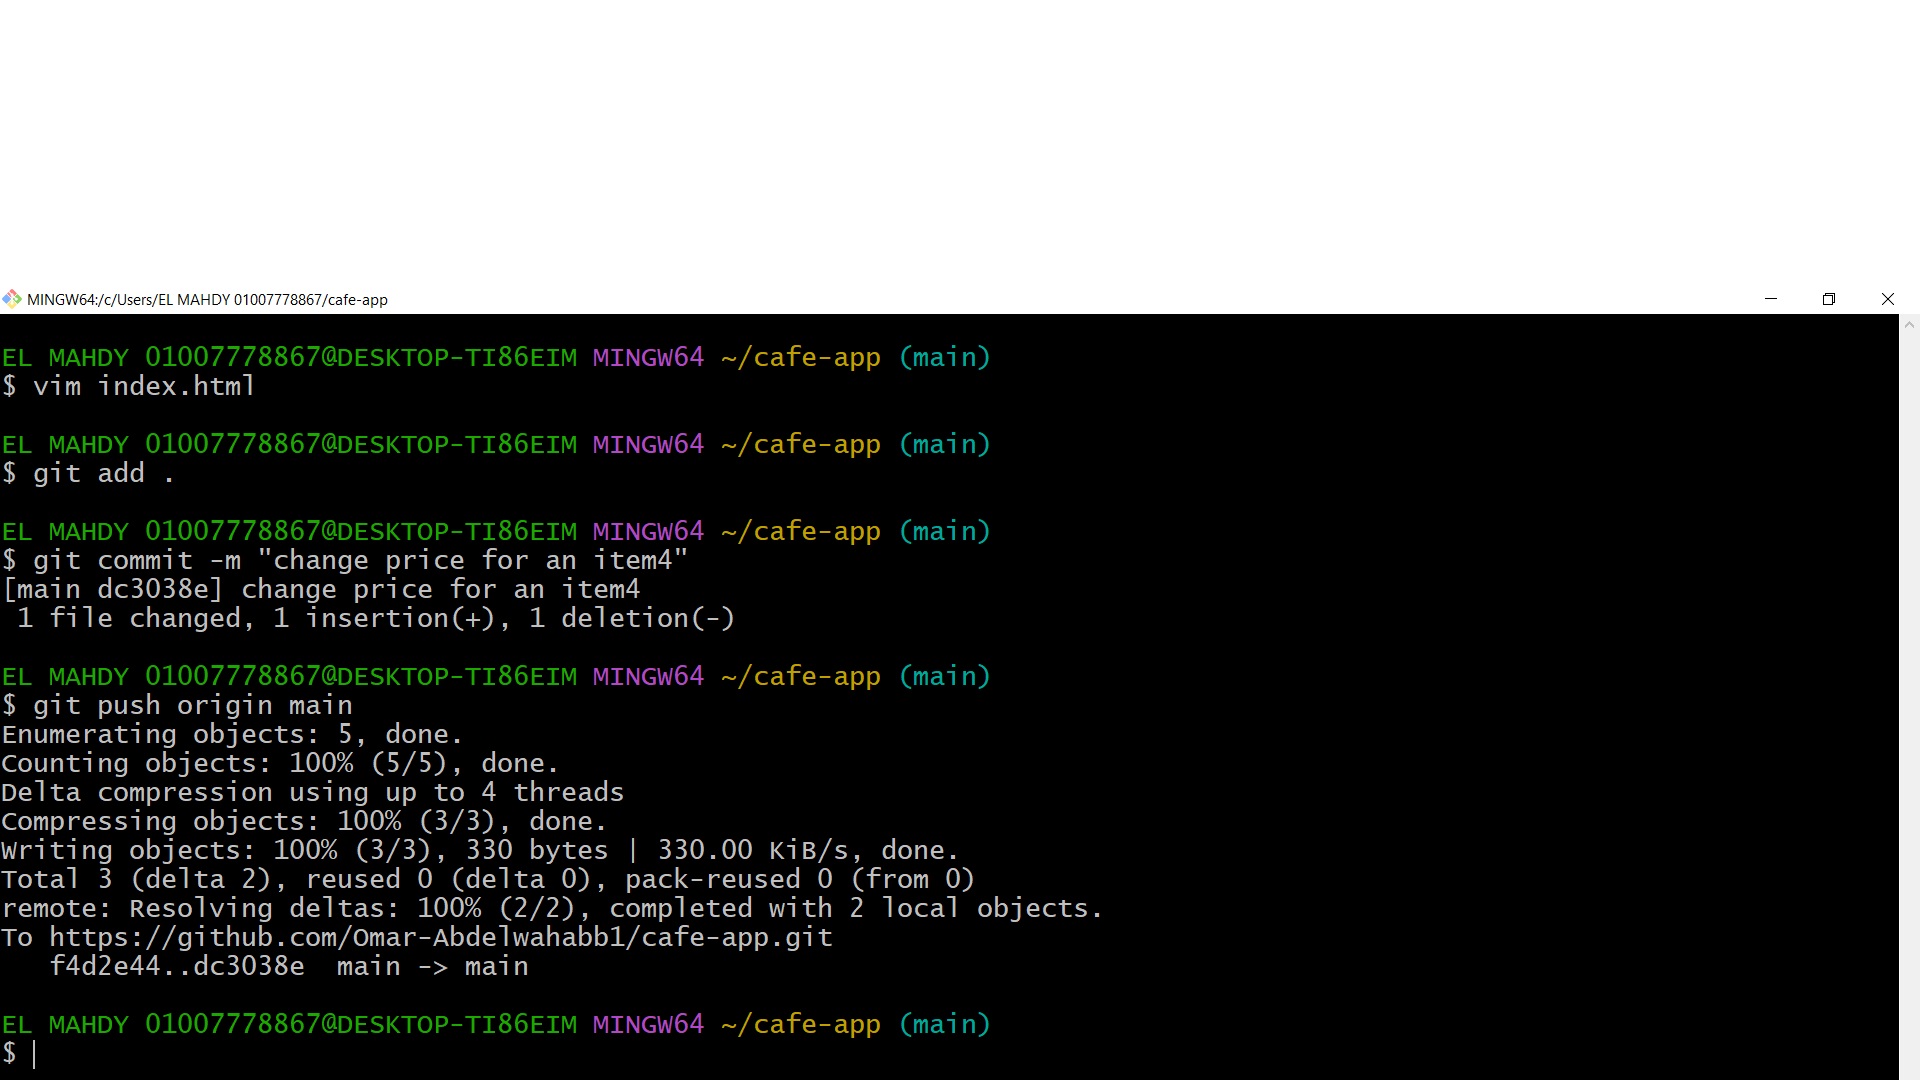 MINGW64:/c/Users/EL MAHDY 01007778867/cafe-app
EL MAHDY 01007778867@DESKTOP-TI86EIM MINGW64 ~/cafe-app (main)
$ vim index.html
EL MAHDY 01007778867@DESKTOP-TI86EIM MINGW64 ~/cafe-app (main)
$ git add .
EL MAHDY 01007778867@DESKTOP-TI86EIM MINGW64 ~/cafe-app (main)
$ git commit -m "change price for an item4"
[main dc3038e] change price for an item4
 1 file changed, 1 insertion(+), 1 deletion(-)
EL MAHDY 01007778867@DESKTOP-TI86EIM MINGW64 ~/cafe-app (main)
$ git push origin main
Enumerating objects: 5, done.
Counting objects: 100% (5/5), done.
Delta compression using up to 4 threads
Compressing objects: 100% (3/3), done.
Writing objects: 100% (3/3), 330 bytes | 330.00 KiB/s, done.
Total 3 (delta 2), reused 0 (delta 0), pack-reused 0 (from 0)
remote: Resolving deltas: 100% (2/2), completed with 2 local objects.
To https://github.com/Omar-Abdelwahabb1/cafe-app.git
   f4d2e44..dc3038e  main -> main
EL MAHDY 01007778867@DESKTOP-TI86EIM MINGW64 ~/cafe-app (main)
$